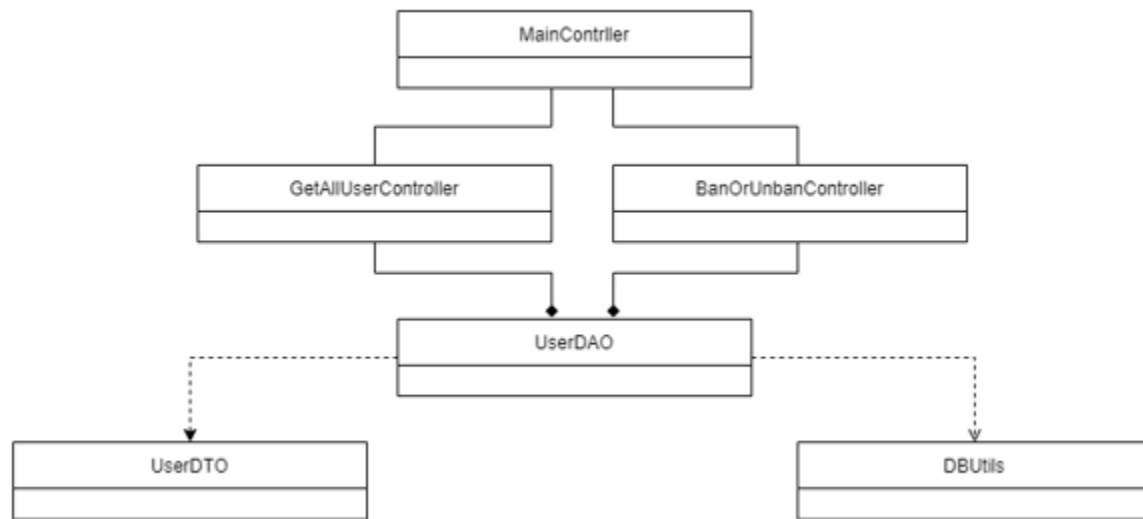 MainContrller
GetAllUserController
BanOrUnbanController
UserDAO
UserDTO
DBUtils